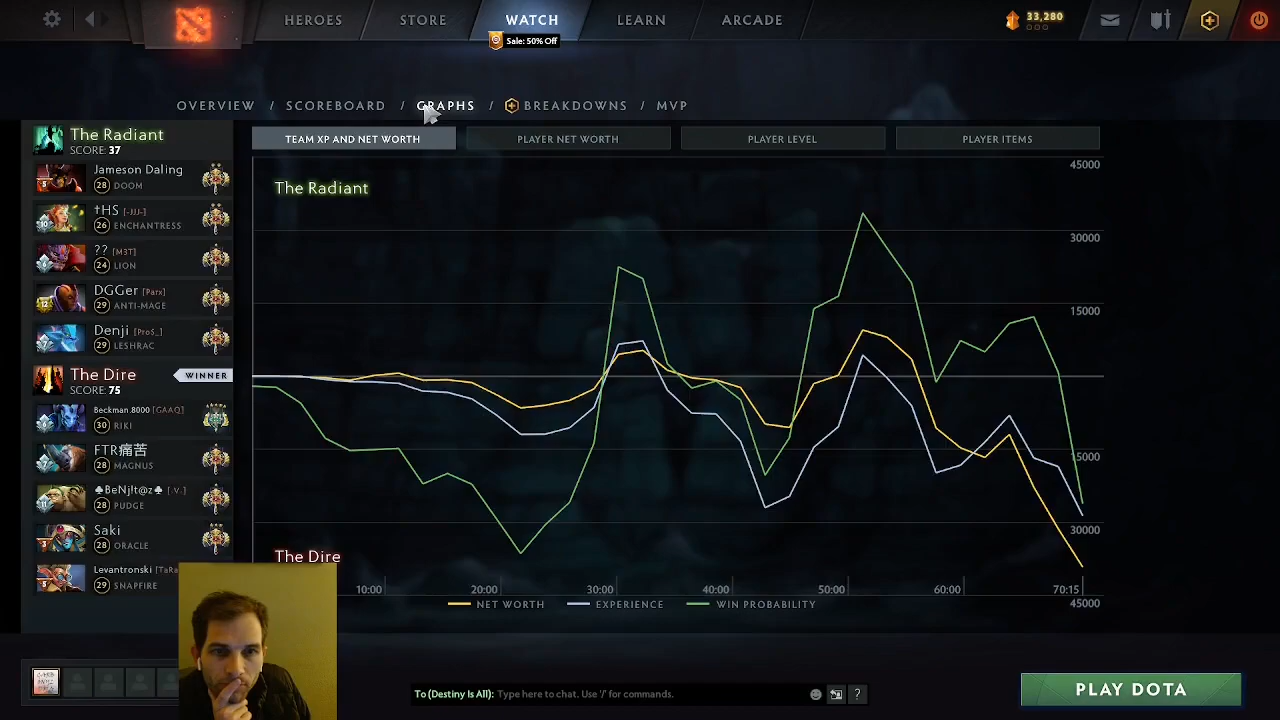 HEROES
STORE
WATCH
LEARN
ARCADE
33,280
Sale: 50% Off
OVERVIEW / SCOREBOARD / GRAPHS / BREAKDOWNS / MVP
The Radiant
SCORE: 37
Jameson Daling
28 DOOM
†HS [-JJJ-]
26 ENCHANTRESS
?? [M3T]
24 LION
DGGer [Parx]
29 ANTI-MAGE
Denji [Pro$_]
29 LESHRAC
The Dire
SCORE: 75
WINNER
Beckman.8000 [GAAQ]
30 RIKI
FTR痛苦
28 MAGNUS
♣BeNjIt@z♣ [.V.]
28 PUDGE
Saki
28 ORACLE
Levantronski [TaRa
29 SNAPFIRE
TEAM XP AND NET WORTH
PLAYER NET WORTH
PLAYER LEVEL
PLAYER ITEMS
The Radiant
45000
30000
15000
15000
30000
45000
The Dire
10:00
20:00
30:00
40:00
50:00
60:00
70:15
NET WORTH
EXPERIENCE
WIN PROBABILITY
To (Destiny Is All): Type here to chat. Use '/' for commands.
?
PLAY DOTA